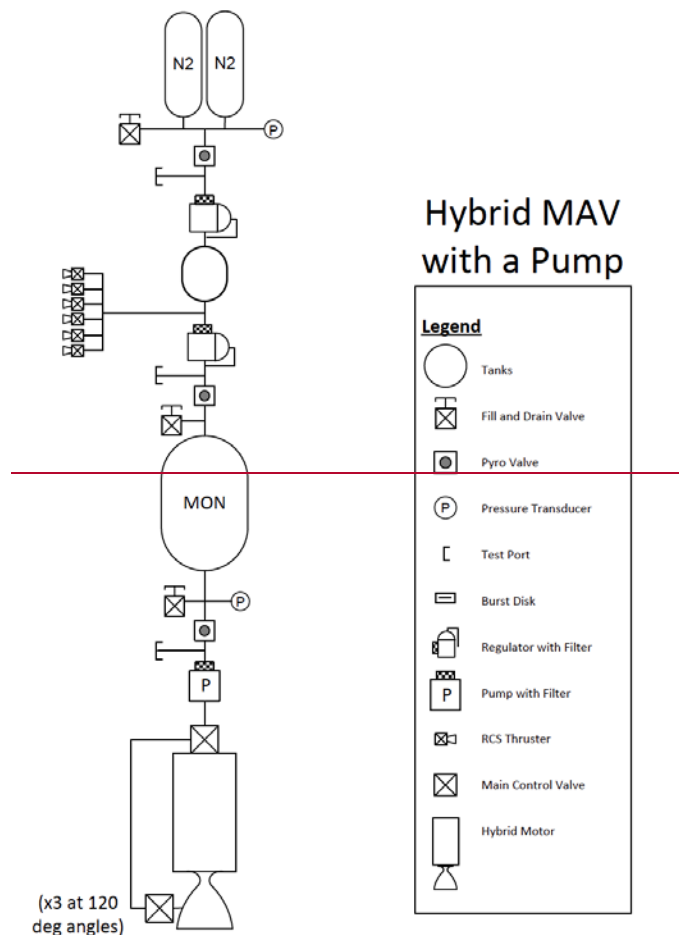 N2 N2
P
Hybrid MAV
with a Pump
Legend
Tanks
Fill and Drain Valve
Pyro Valve
MON
P Pressure Transducer
Test Port
Burst Disk
P
Regulator with Filter
P
P Pump with Filter
RCS Thruster
Main Control Valve
Hybrid Motor
(x3 at 120
deg angles)